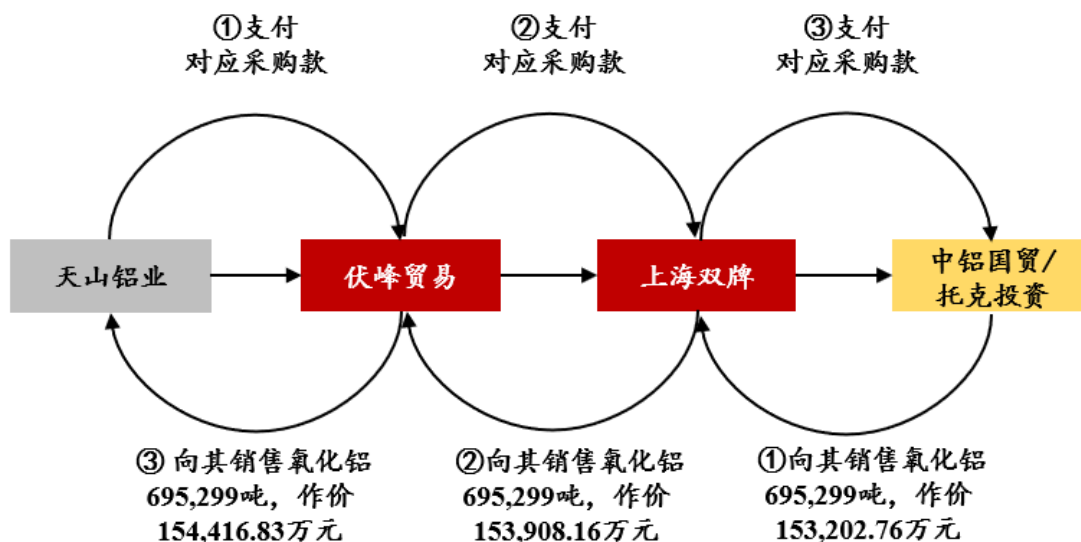 ①支付
对应采购款
②支付
对应采购款
③支付
对应采购款
天山铝业
伏峰贸易
上海双牌
中铝国贸/
托克投资
③ 向其销售氧化铝
695,299吨，作价
154,416.83万元
②向其销售氧化铝
695,299吨，作价
153,908.16万元
①向其销售氧化铝
695,299吨，作价
153,202.76万元